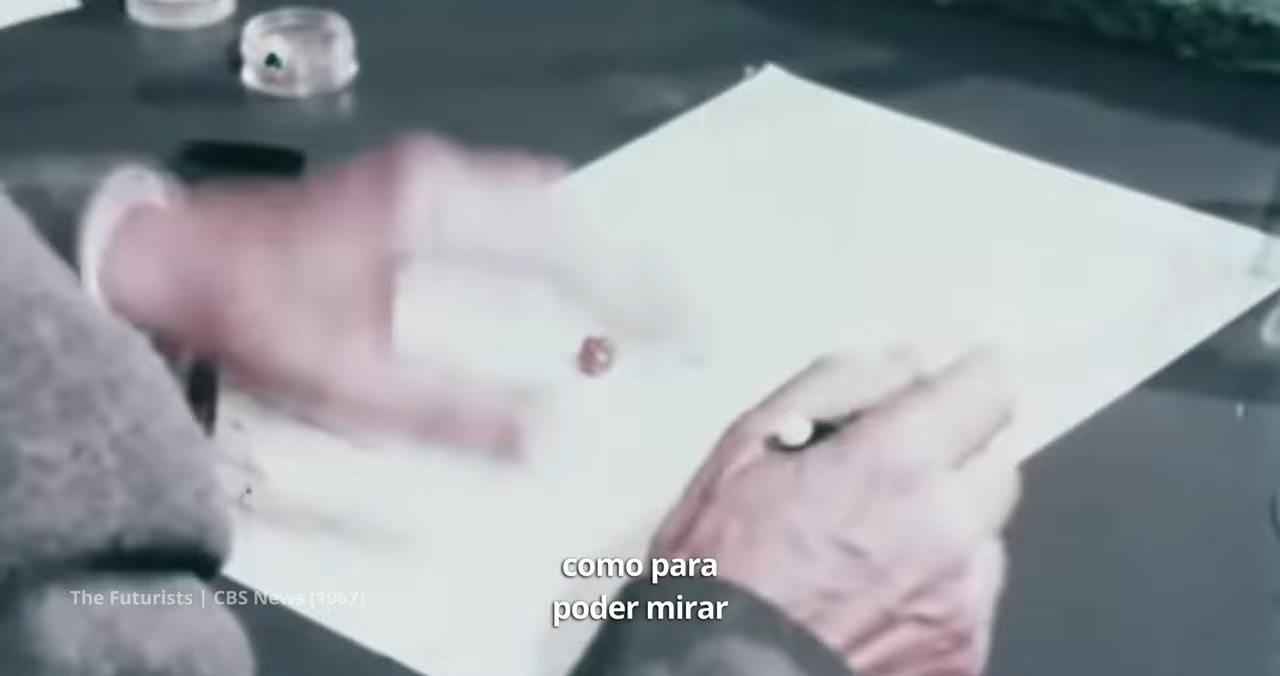 como para
poder mirar
The Futurists | CBS News (1967)